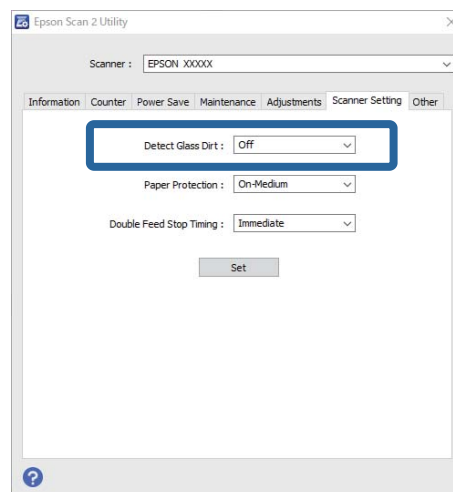 Epson Scan 2 Utility
Scanner : EPSON XXXXX
Information Counter Power Save Maintenance Adjustments Scanner Setting Other
Detect Glass Dirt : Off
Paper Protection : On-Medium
Double Feed Stop Timing : Immediate
Set
?